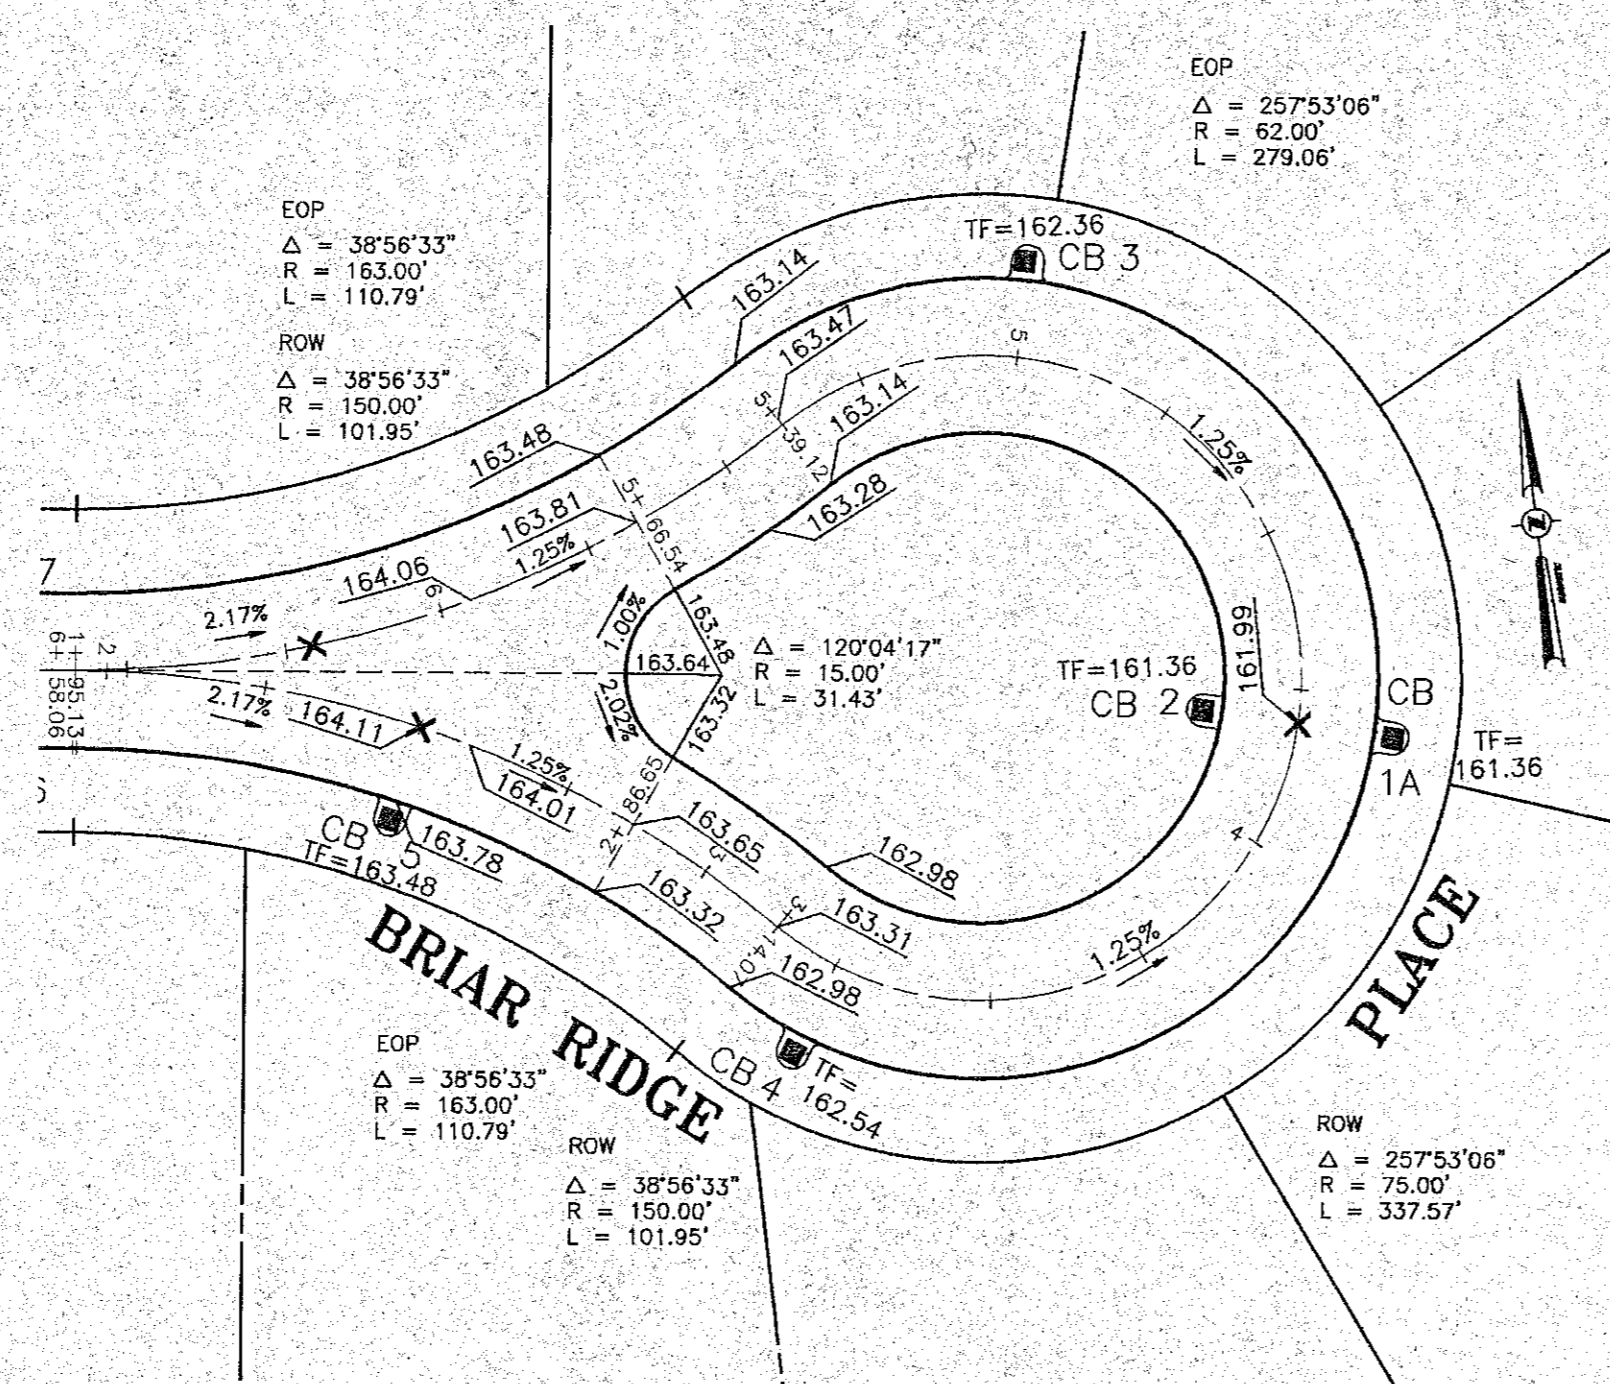 EOP
Δ = 257°53'06"
R = 62.00'
L = 279.06'
EOP
Δ = 38°56'33"
R = 163.00'
L = 110.79'
ROW
Δ = 38°56'33"
R = 150.00'
L = 101.95'
TF=162.36
CB 3
163.14
163.47
163.14
5
5
39.12
163.48
163.28
163.81
5+66.54
1.25%
164.06
6
1.25%
7
2.17%
1.00%
163.48
163.64
Δ = 120°04'17"
R = 15.00'
L = 31.43'
2.02%
163.32
6+58.06
1+95.13=
2
2.17%
164.11
161.99
TF=161.36
CB 2
CB
1A
TF=
161.36
1.25%
164.01
2+86.65
163.65
3
4
CB 5
TF=163.48
163.78
163.32
162.98
3+14.07
163.31
162.98
1.25%
BRIAR RIDGE
PLACE
CB 4
TF=
162.54
EOP
Δ = 38°56'33"
R = 163.00'
L = 110.79'
ROW
Δ = 38°56'33"
R = 150.00'
L = 101.95'
ROW
Δ = 257°53'06"
R = 75.00'
L = 337.57'